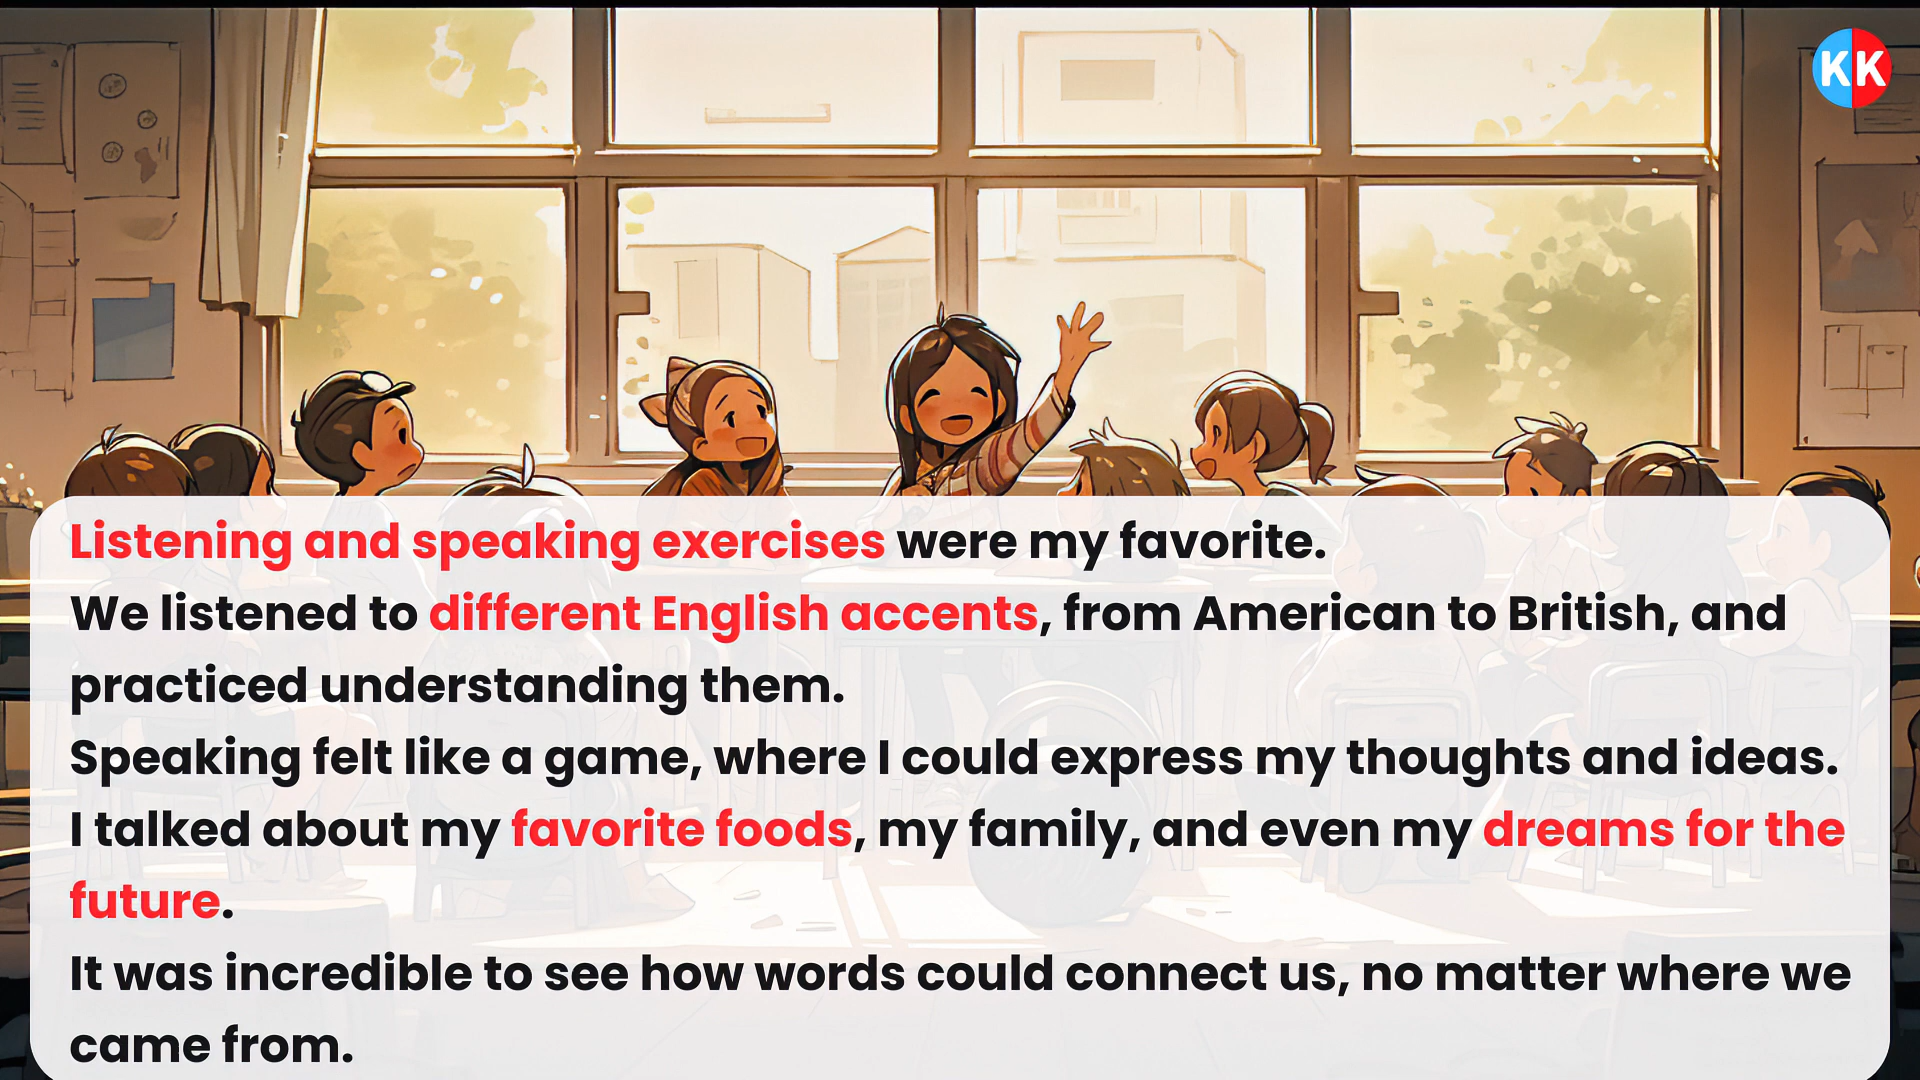 KK
Listening and speaking exercises were my favorite.
We listened to different English accents, from American to British, and
practiced understanding them.
Speaking felt like a game, where I could express my thoughts and ideas.
I talked about my favorite foods, my family, and even my dreams for the
future.
It was incredible to see how words could connect us, no matter where we
came from.